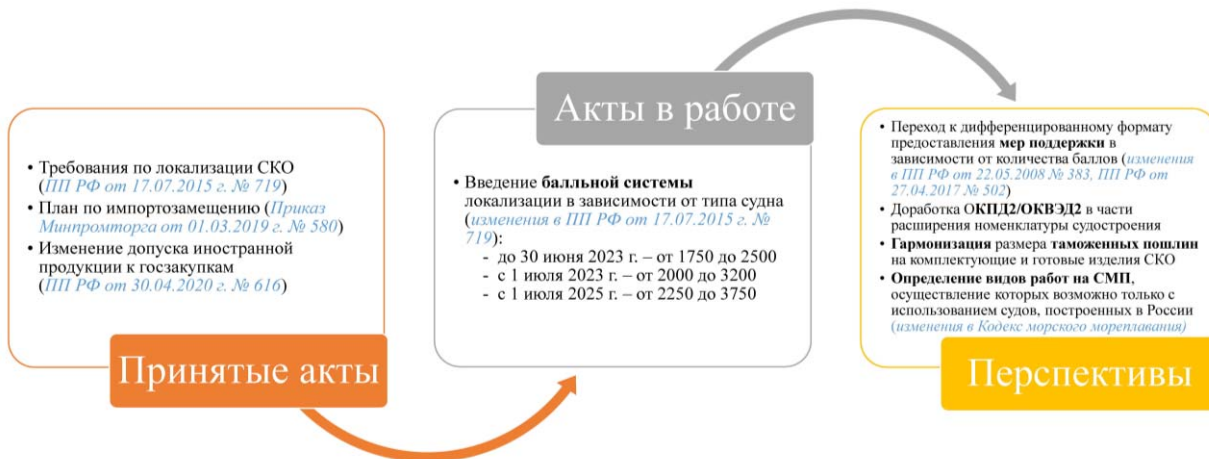 • Требования по локализации СКО
(ПП РФ от 17.07.2015 г. № 719)
• План по импортозамещению (Приказ
Минпромторга от 01.03.2019 г. № 580)
• Изменение допуска иностранной
продукции к госзакупкам
(ПП РФ от 30.04.2020 г. № 616)
Принятые акты
Акты в работе
• Введение балльной системы
локализации в зависимости от типа судна
(изменения в ПП РФ от 17.07.2015 г. №
719):
- до 30 июня 2023 г. – от 1750 до 2500
- с 1 июля 2023 г. – от 2000 до 3200
- с 1 июля 2025 г. – от 2250 до 3750
• Переход к дифференцированному формату
предоставления мер поддержки в
зависимости от количества баллов (изменения
в ПП РФ от 22.05.2008 № 383, ПП РФ от
27.04.2017 № 502)
• Доработка ОКПД2/ОКВЭД2 в части
расширения номенклатуры судостроения
• Гармонизация размера таможенных пошлин
на комплектующие и готовые изделия СКО
• Определение видов работ на СМП,
осуществление которых возможно только с
использованием судов, построенных в России
(изменения в Кодекс морского мореплавания)
Перспективы